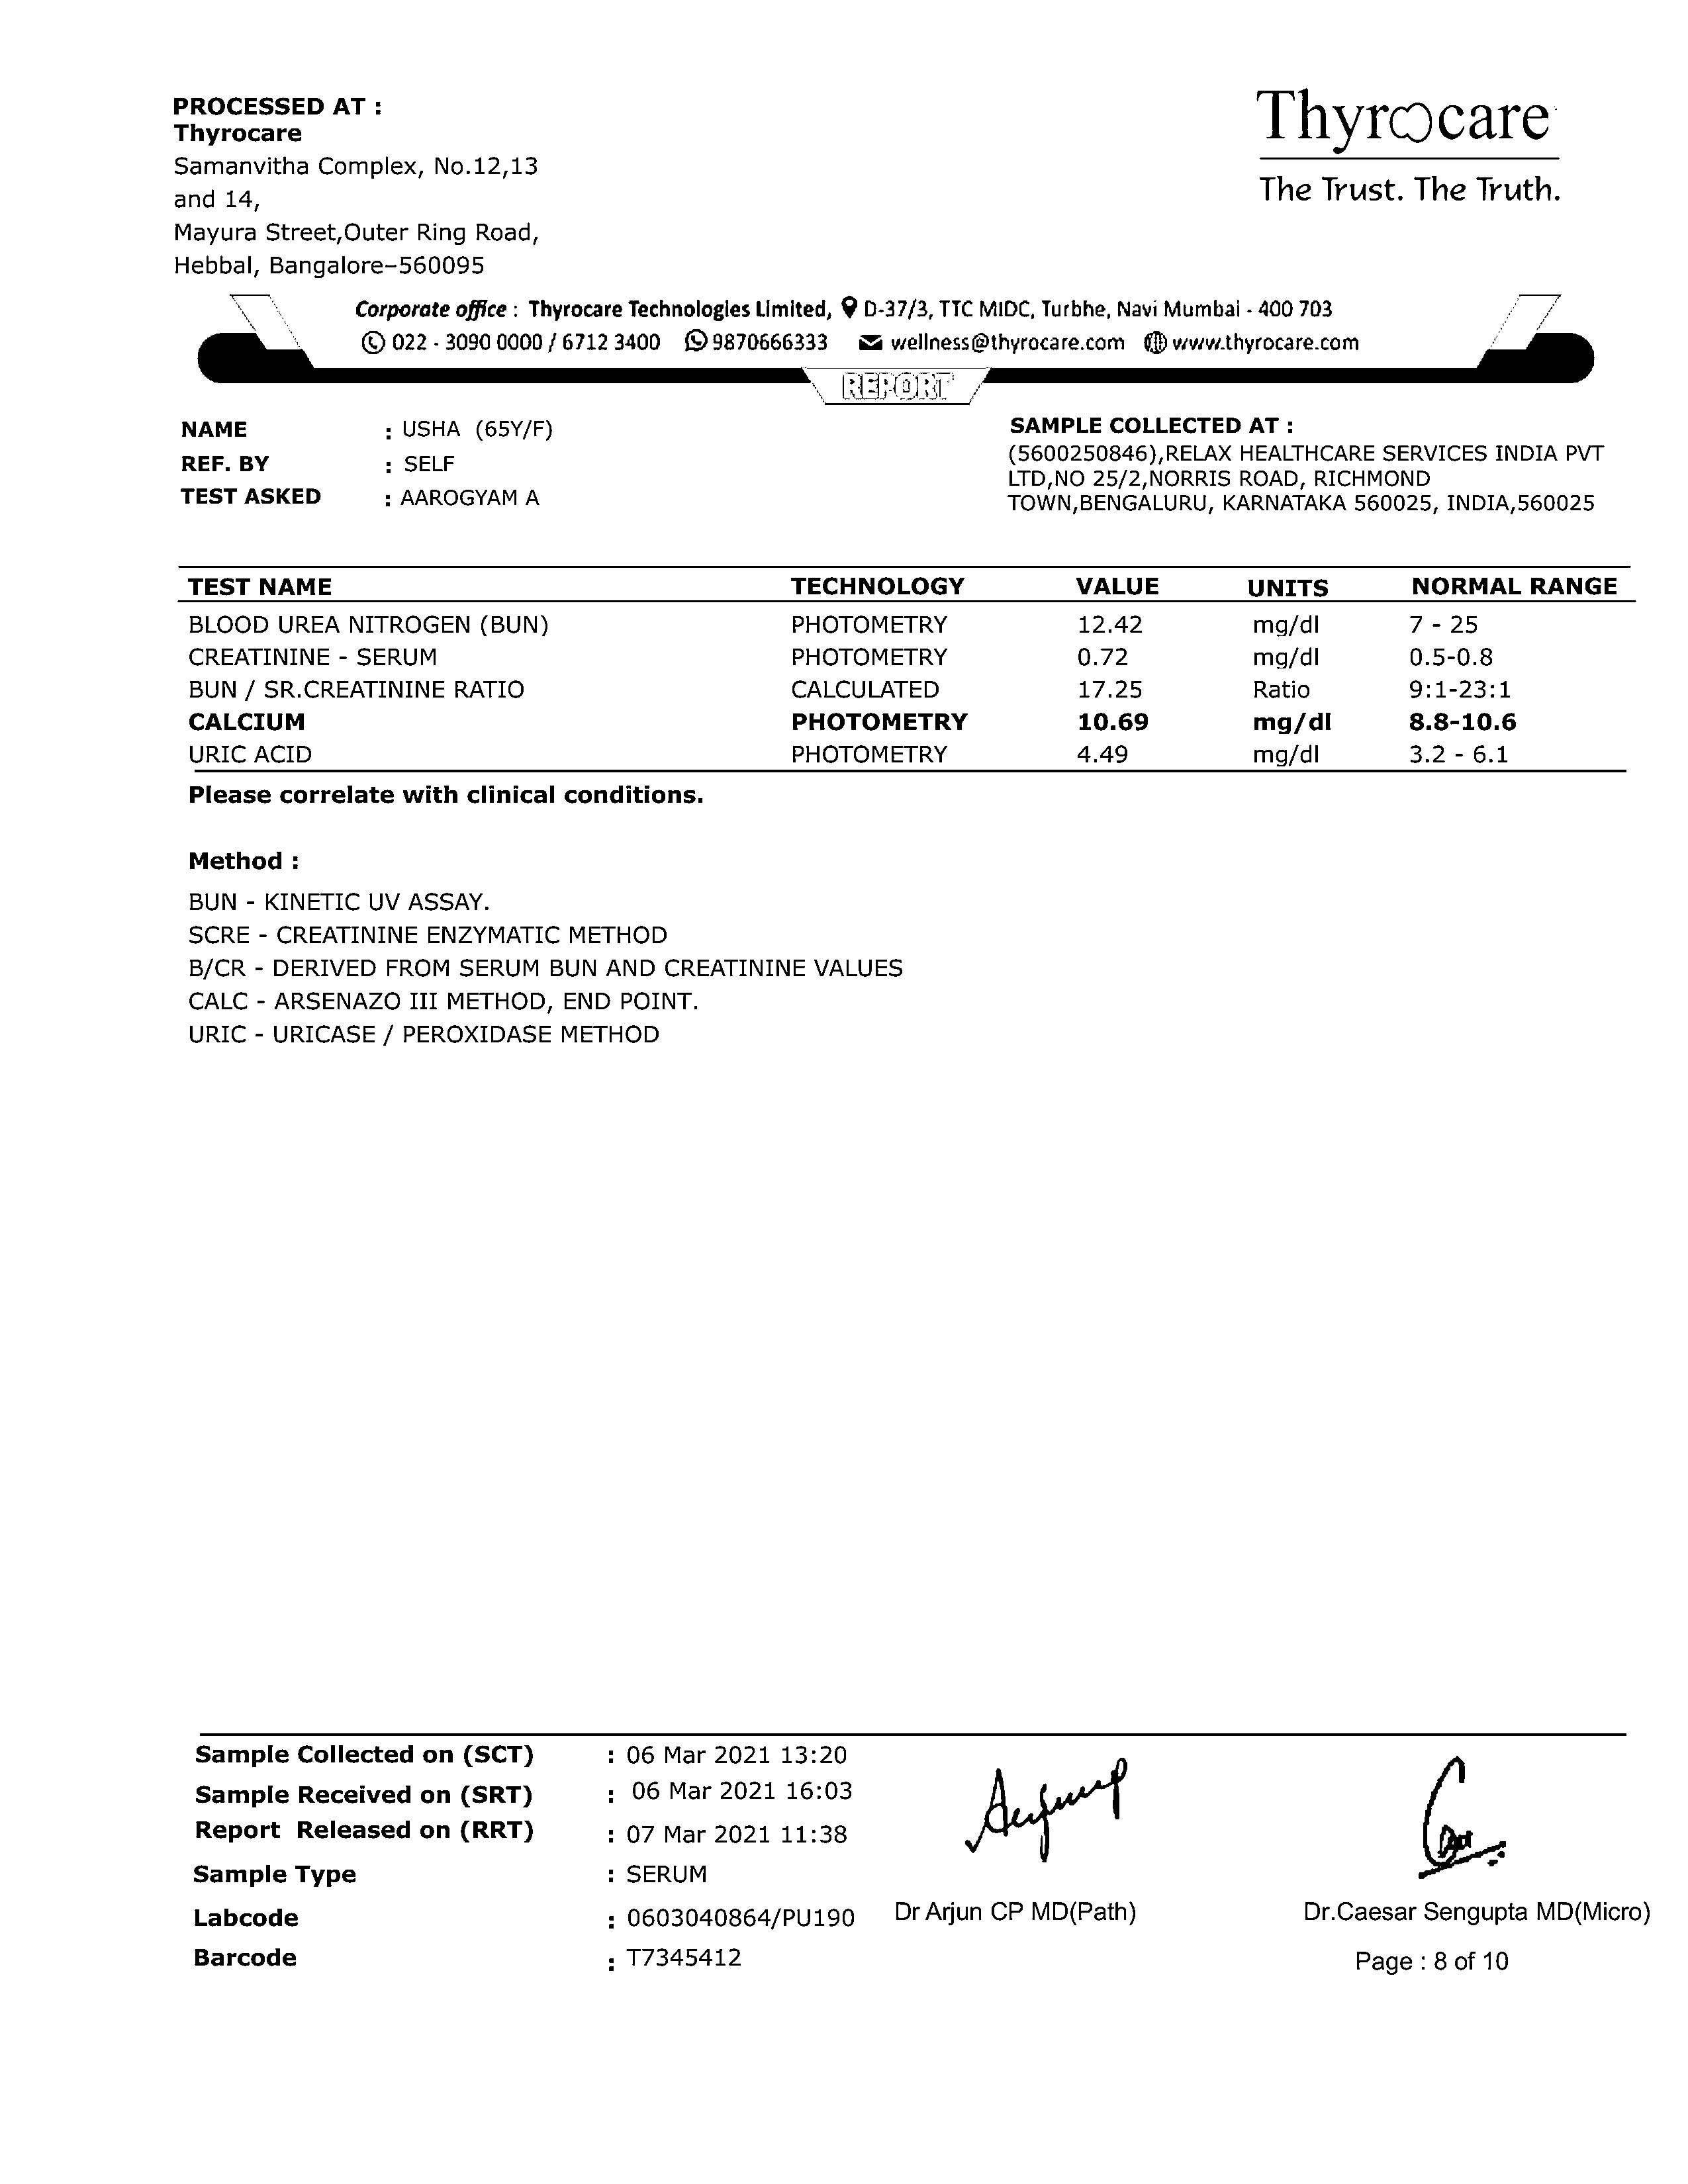 PROCESSED AT :
Thyrocare
Samanvitha Complex, No.12,13
and 14,
Mayura Street,Outer Ring Road,
Hebbal, Bangalore-560095
Thyrocare
The Trust. The Truth.
Corporate office : Thyrocare Technologies Limited, D-37/3, TTC MIDC, Turbhe, Navi Mumbai - 400 703
022 - 3090 0000 / 6712 3400 9870666333 wellness@thyrocare.com www.thyrocare.com
REPORT
NAME : USHA (65Y/F)
REF. BY : SELF
TEST ASKED : AAROGYAM A
SAMPLE COLLECTED AT :
(5600250846),RELAX HEALTHCARE SERVICES INDIA PVT
LTD,NO 25/2,NORRIS ROAD, RICHMOND
TOWN,BENGALURU, KARNATAKA 560025, INDIA,560025
TEST NAME TECHNOLOGY VALUE UNITS NORMAL RANGE
BLOOD UREA NITROGEN (BUN) PHOTOMETRY 12.42 mg/dl 7 - 25
CREATININE - SERUM PHOTOMETRY 0.72 mg/dl 0.5-0.8
BUN / SR.CREATININE RATIO CALCULATED 17.25 Ratio 9:1-23:1
CALCIUM PHOTOMETRY 10.69 mg/dl 8.8-10.6
URIC ACID PHOTOMETRY 4.49 mg/dl 3.2 - 6.1
Please correlate with clinical conditions.
Method :
BUN - KINETIC UV ASSAY.
SCRE - CREATININE ENZYMATIC METHOD
B/CR - DERIVED FROM SERUM BUN AND CREATININE VALUES
CALC - ARSENAZO III METHOD, END POINT.
URIC - URICASE / PEROXIDASE METHOD
Sample Collected on (SCT) : 06 Mar 2021 13:20
Sample Received on (SRT) : 06 Mar 2021 16:03
Report Released on (RRT) : 07 Mar 2021 11:38
Sample Type : SERUM
Labcode : 0603040864/PU190
Barcode : T7345412
Dr Arjun CP MD(Path)
Dr.Caesar Sengupta MD(Micro)
Page : 8 of 10